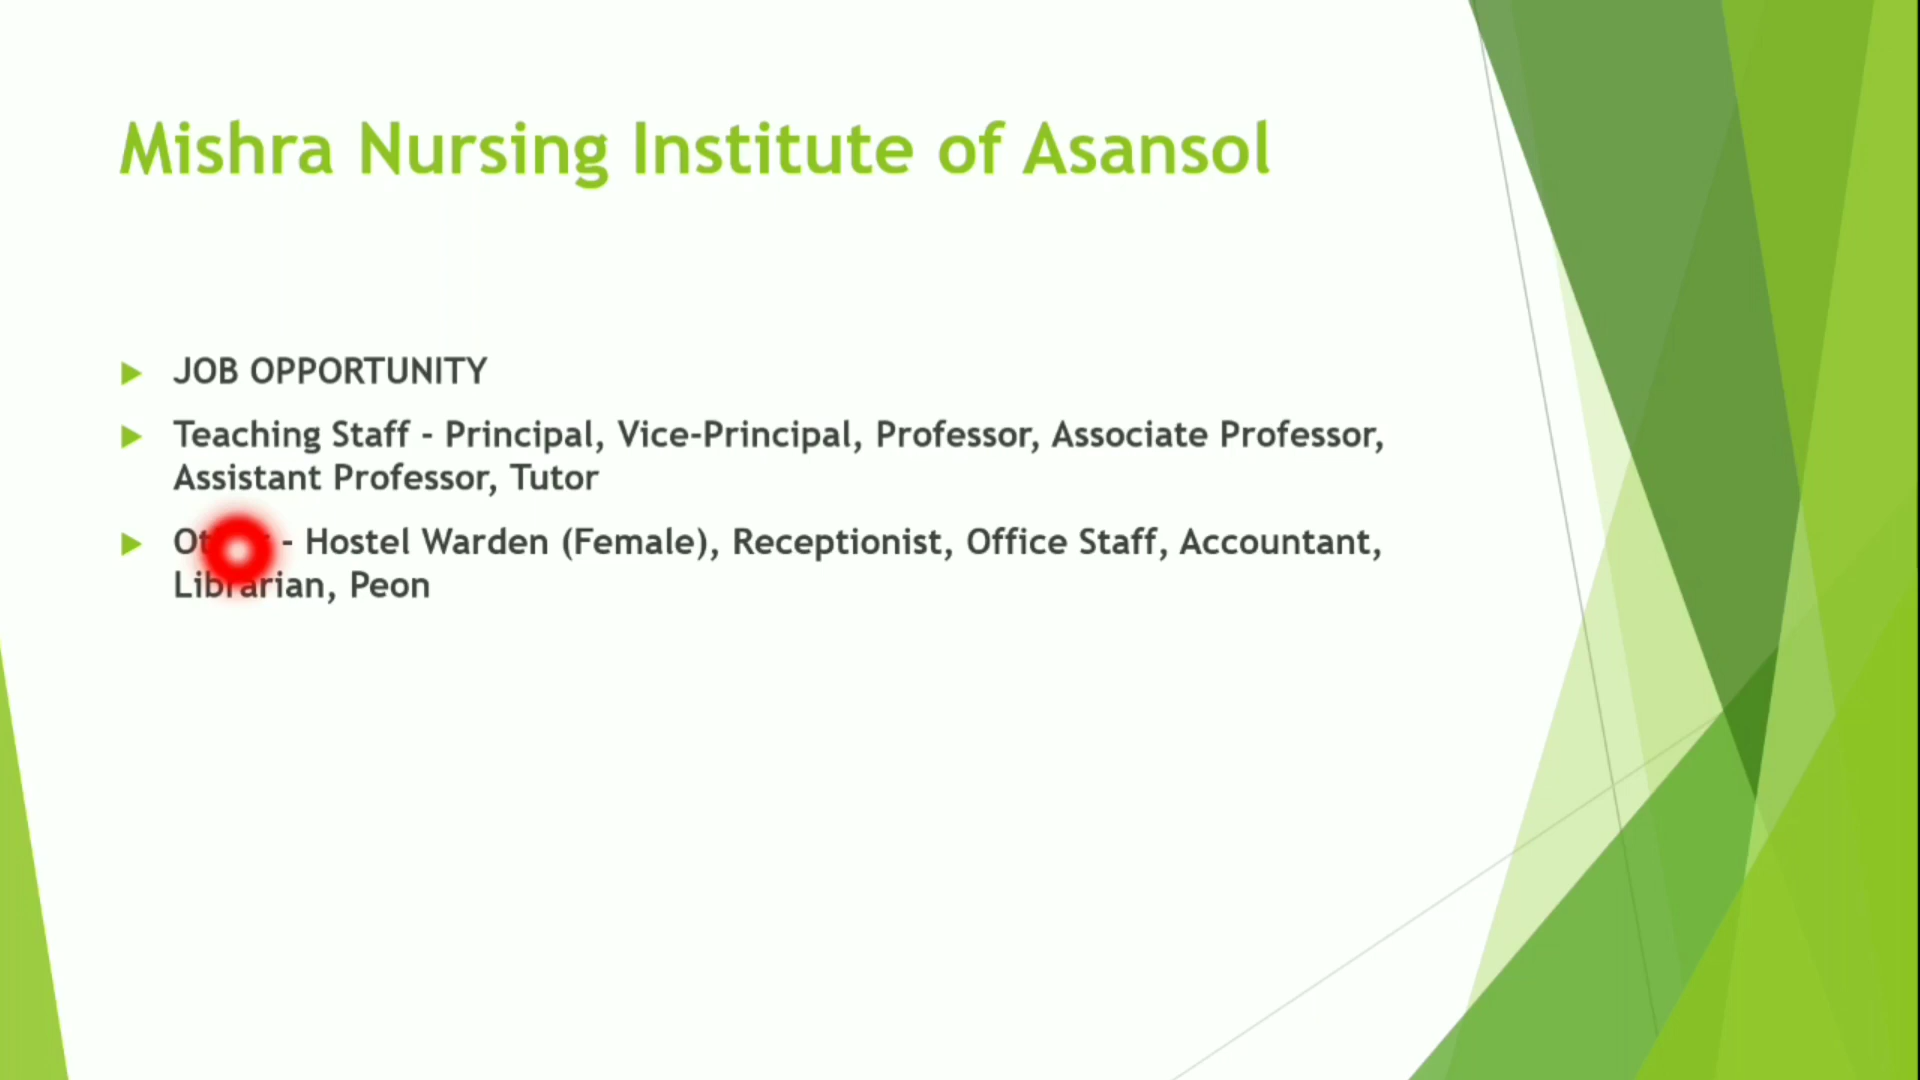 Mishra Nursing Institute of Asansol
JOB OPPORTUNITY
Teaching Staff - Principal, Vice-Principal, Professor, Associate Professor,
Assistant Professor, Tutor
- Hostel Warden (Female), Receptionist, Office Staff, Accountant,
Librarian, Peon